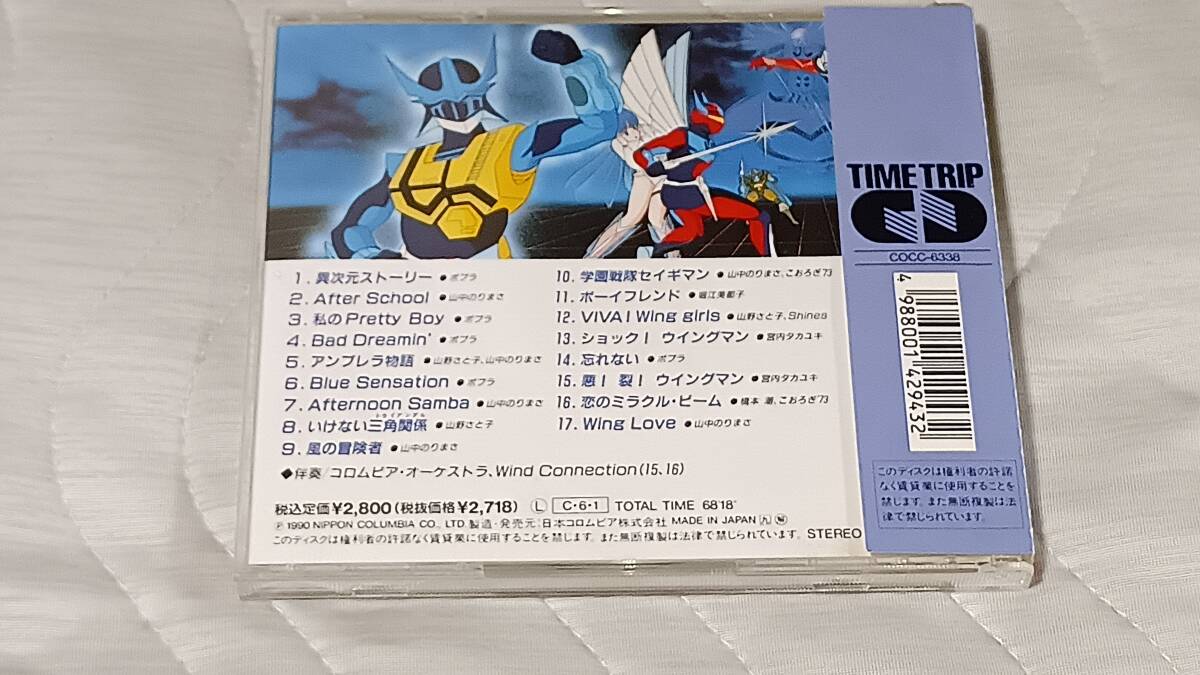 1. 異次元ストーリー ●ポプラ
2. After School ●山中のりまさ
3. 私のPretty Boy ●ポプラ
4. Bad Dreamin' ●ポプラ
5. アンブレラ物語 ●山野さと子、山中のりまさ
6. Blue Sensation ●ポプラ
7. Afternoon Samba ●山中のりまさ
トライアングル
8. いけない三角関係 ●山野さと子
9. 風の冒険者 ●山中のりまさ
10. 学園戦隊セイギマン ●山中のりまさ、こおろぎ'73
11. ボーイフレンド ●堀江美都子
12. VIVA! Wing girls ●山野さと子、Shines
13. ショック! ウイングマン ●宮内タカユキ
14. 忘れない ●ポプラ
15. 悪! 裂! ウイングマン ●宮内タカユキ
16. 恋のミラクル・ビーム ●橋本 潮、こおろぎ'73
17. Wing Love ●山中のりまさ
◆伴奏/コロムビア・オーケストラ、Wind Connection(15、16)
税込定価¥2,800(税抜価格¥2,718) Ⓛ C・6・1 TOTAL TIME 68'18"
Ⓟ 1990 NIPPON COLUMBIA CO., LTD. 製造・発売元:日本コロムビア株式会社 MADE IN JAPAN
このディスクは権利者の許諾なく賃貸業に使用することを禁じます。また無断複製は法律で禁じられています。 STEREO
TIME TRIP
CD
COCC-6338
4 988001 429432
このディスクは権利者の許諾
なく賃貸業に使用することを
禁じます。また無断複製は法
律で禁じられています。